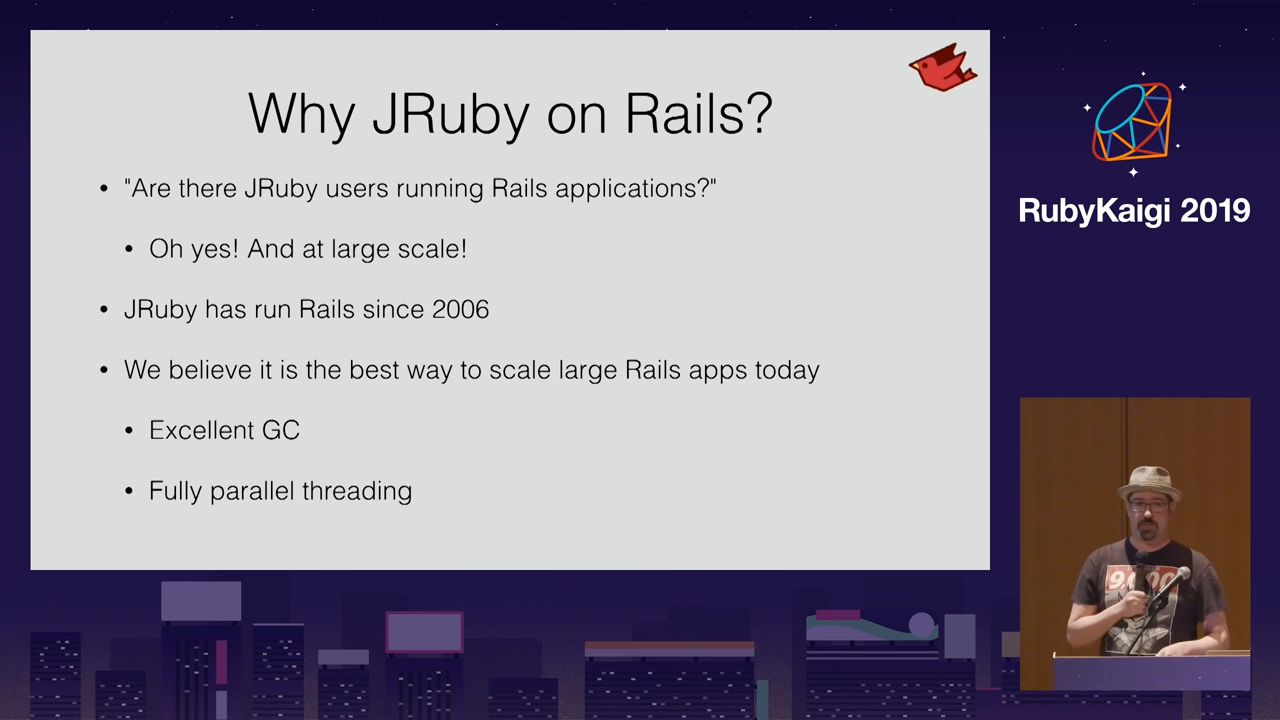 Why JRuby on Rails?
• "Are there JRuby users running Rails applications?"
• Oh yes! And at large scale!
• JRuby has run Rails since 2006
• We believe it is the best way to scale large Rails apps today
• Excellent GC
• Fully parallel threading
RubyKaigi 2019